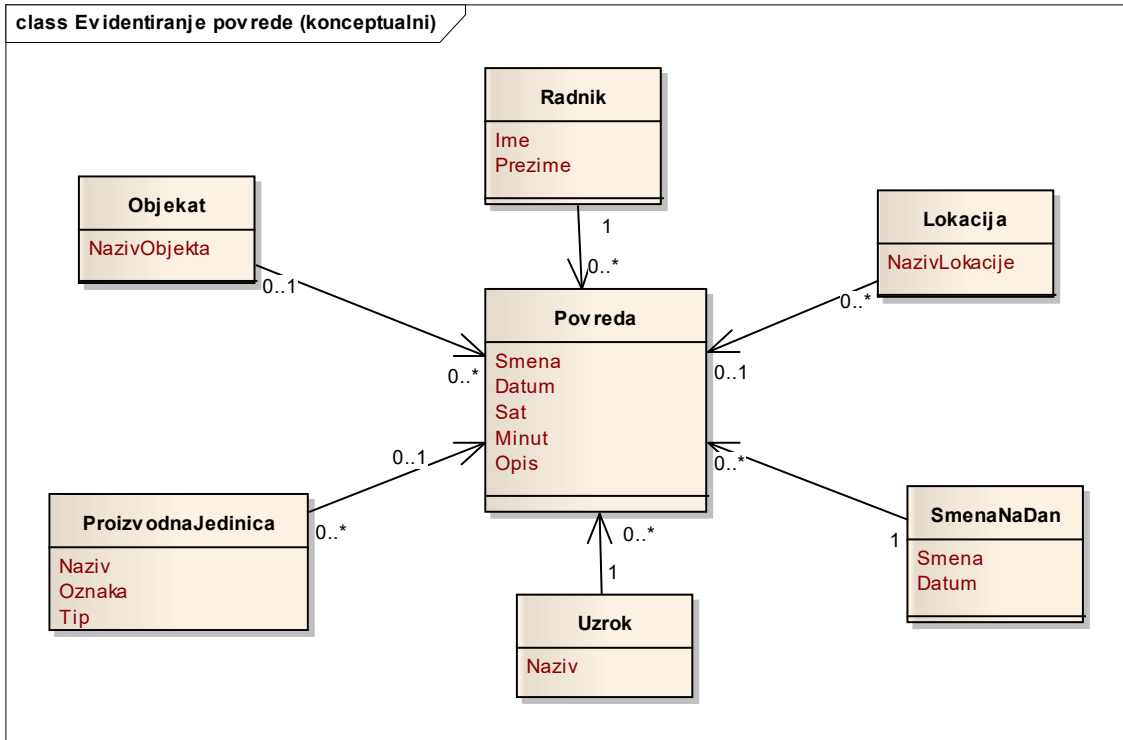 class Evidentiranje povrede (konceptualni)
Radnik
Ime
Prezime
Objekat
NazivObjekta
Lokacija
NazivLokacije
1
0..*
0..1
0..*
0..*
0..1
Povreda
Smena
Datum
Sat
Minut
Opis
0..1
0..*
ProizvodnaJedinica
Naziv
Oznaka
Tip
0..*
1
SmenaNaDan
Smena
Datum
0..*
1
Uzrok
Naziv